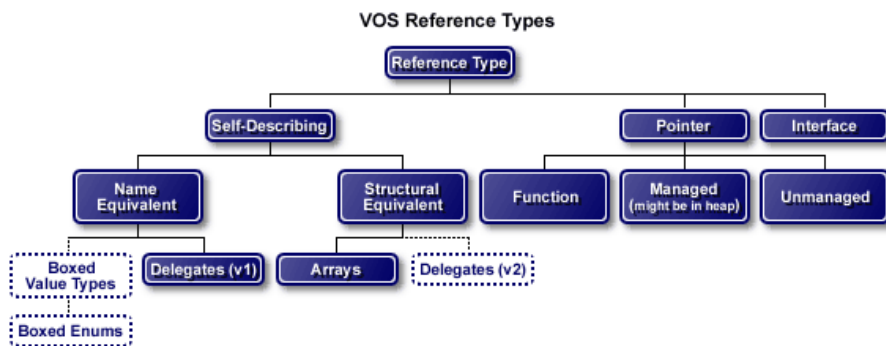 VOS Reference Types
Reference Type
Self-Describing
Pointer
Interface
Name
Equivalent
Structural
Equivalent
Function
Managed
(might be in heap)
Unmanaged
Boxed
Value Types
Delegates (v1)
Arrays
Delegates (v2)
Boxed Enums